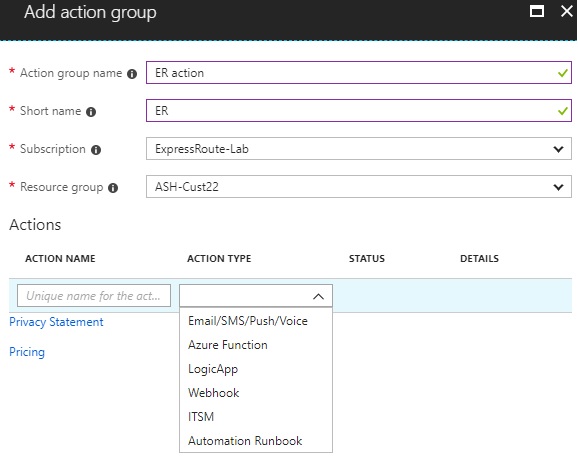 Add action group
* Action group name
ER action
* Short name
ER
* Subscription
ExpressRoute-Lab
* Resource group
ASH-Cust22
Actions
ACTION NAME ACTION TYPE STATUS DETAILS
Unique name for the act...
Privacy Statement
Pricing
Email/SMS/Push/Voice
Azure Function
LogicApp
Webhook
ITSM
Automation Runbook